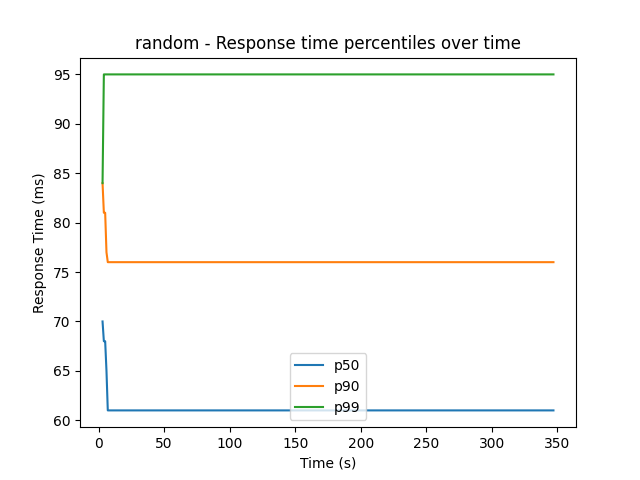 random - Response time percentiles over time
95
90
85
80
75
70
65
60
Response Time (ms)
p50
p90
p99
0 50 100 150 200 250 300 350
Time (s)